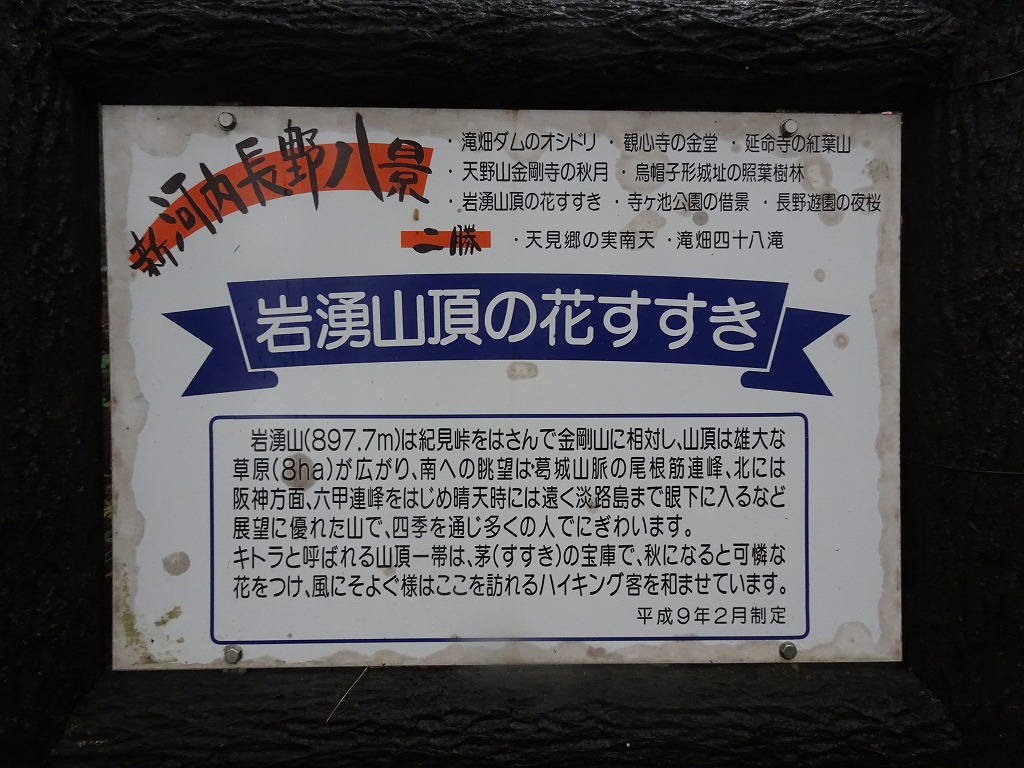 新河内長野八景
・滝畑ダムのオシドリ ・観心寺の金堂 ・延命寺の紅葉山
・天野山金剛寺の秋月 ・烏帽子形城址の照葉樹林
・岩湧山頂の花すすき ・寺ヶ池公園の借景 ・長野遊園の夜桜
二勝 ・天見郷の実南天 ・滝畑四十八滝
岩湧山頂の花すすき
岩湧山(897.7m)は紀見峠をはさんで金剛山に相対し、山頂は雄大な
草原(8ha)が広がり、南への眺望は葛城山脈の尾根筋連峰、北には
阪神方面、六甲連峰をはじめ晴天時には遠く淡路島まで眼下に入るなど
展望に優れた山で、四季を通じ多くの人でにぎわいます。
キトラと呼ばれる山頂一帯は、茅(すすき)の宝庫で、秋になると可憐な
花をつけ、風にそよぐ様はここを訪れるハイキング客を和ませています。
平成9年2月制定